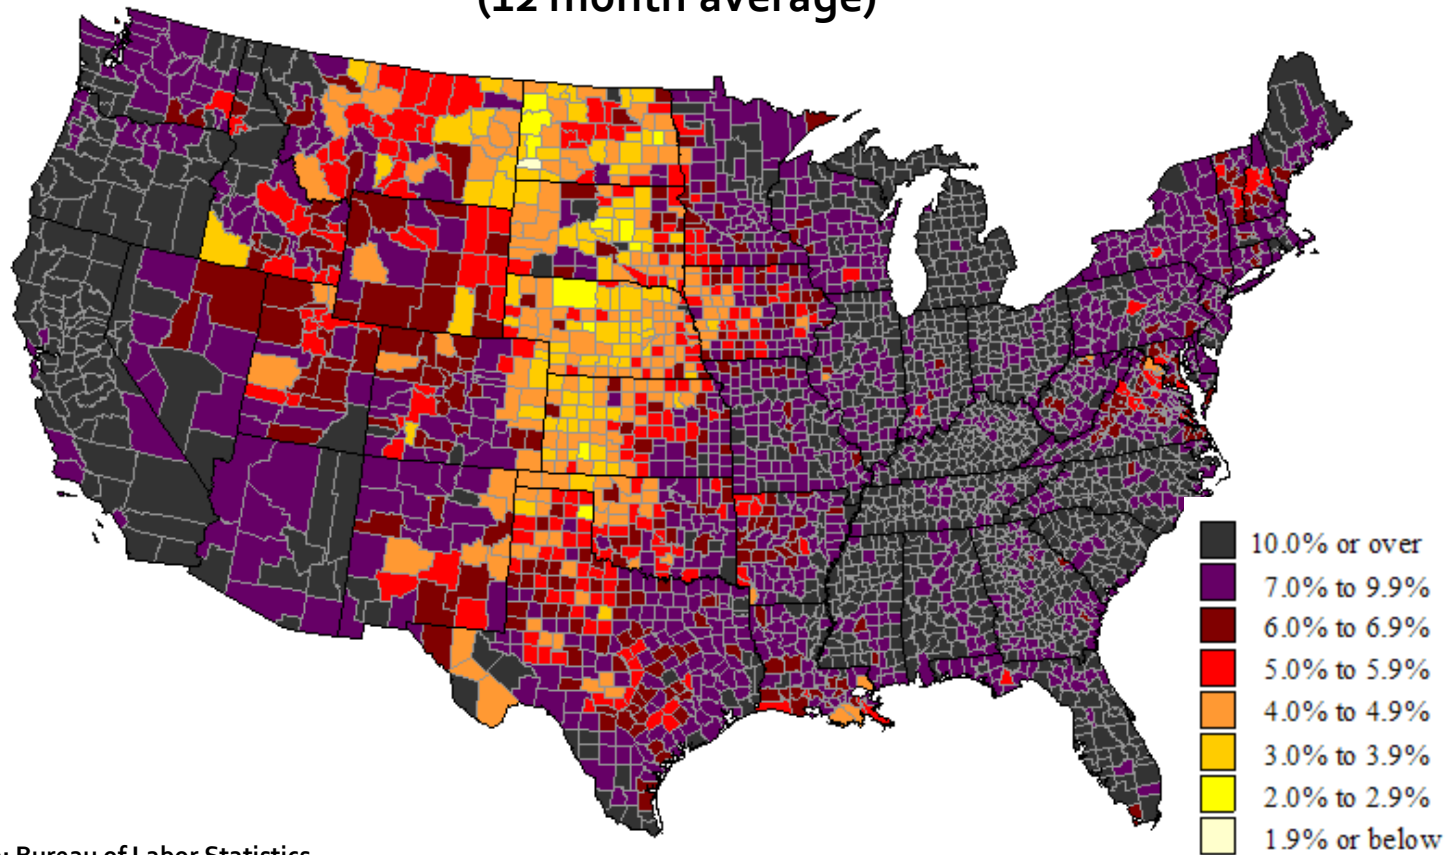 (12 month average)
10.0% or over
7.0% to 9.9%
6.0% to 6.9%
5.0% to 5.9%
4.0% to 4.9%
3.0% to 3.9%
2.0% to 2.9%
1.9% or below
: Bureau of Labor Statistics